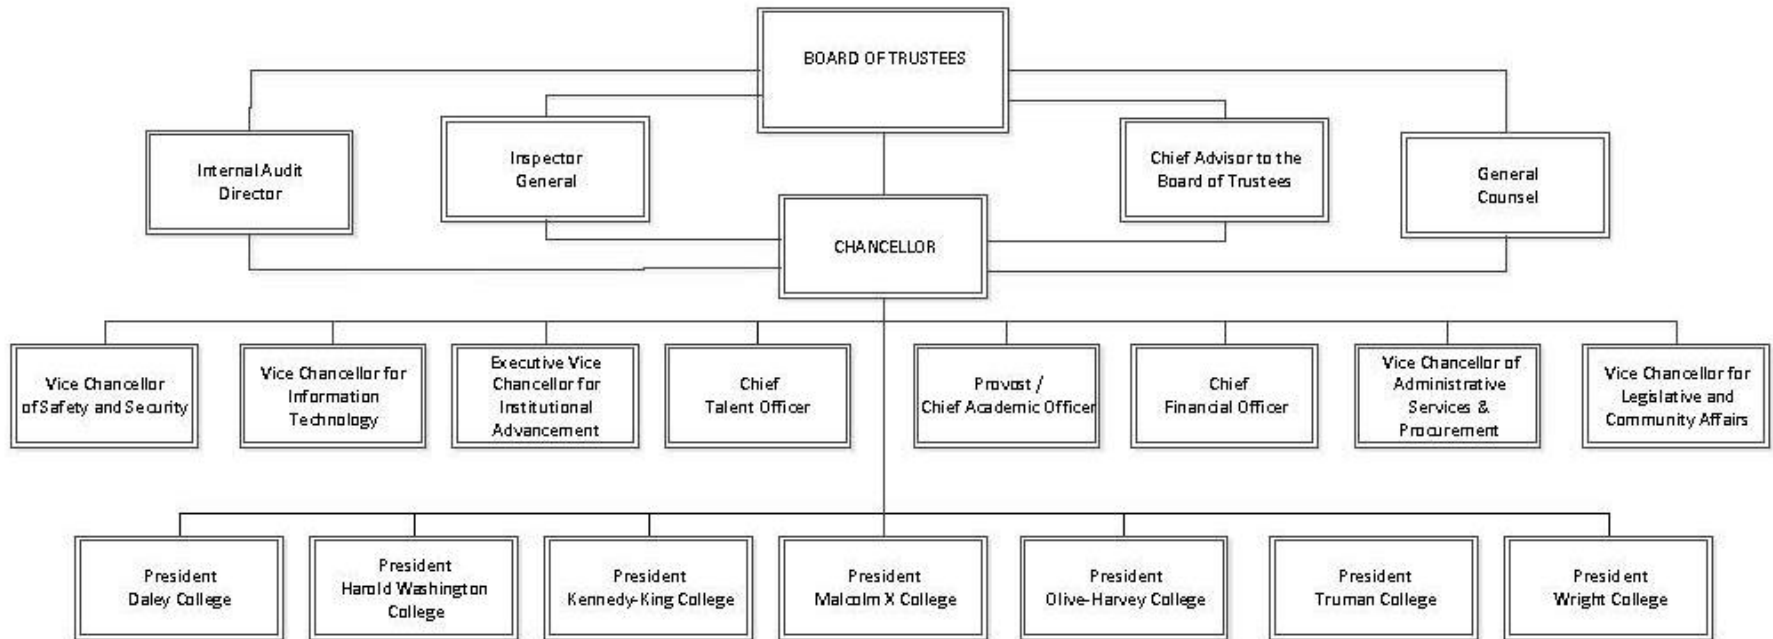 BOARD OF TRUSTEES
Internal Audit
Director
Inspector
General
Chief Advisor to the
Board of Trustees
General
Counsel
CHANCELLOR
Vice Chancellor
of Safety and Security
Vice Chancellor for
Information
Technology
Executive Vice
Chancellor for
Institutional
Advancement
Chief
Talent Officer
Provost /
Chief Academic Officer
Chief
Financial Officer
Vice Chancellor of
Administrative
Services &
Procurement
Vice Chancellor for
Legislative and
Community Affairs
President
Daley College
President
Harold Washington
College
President
Kennedy-King College
President
Malcolm X College
President
Olive-Harvey College
President
Truman College
President
Wright College